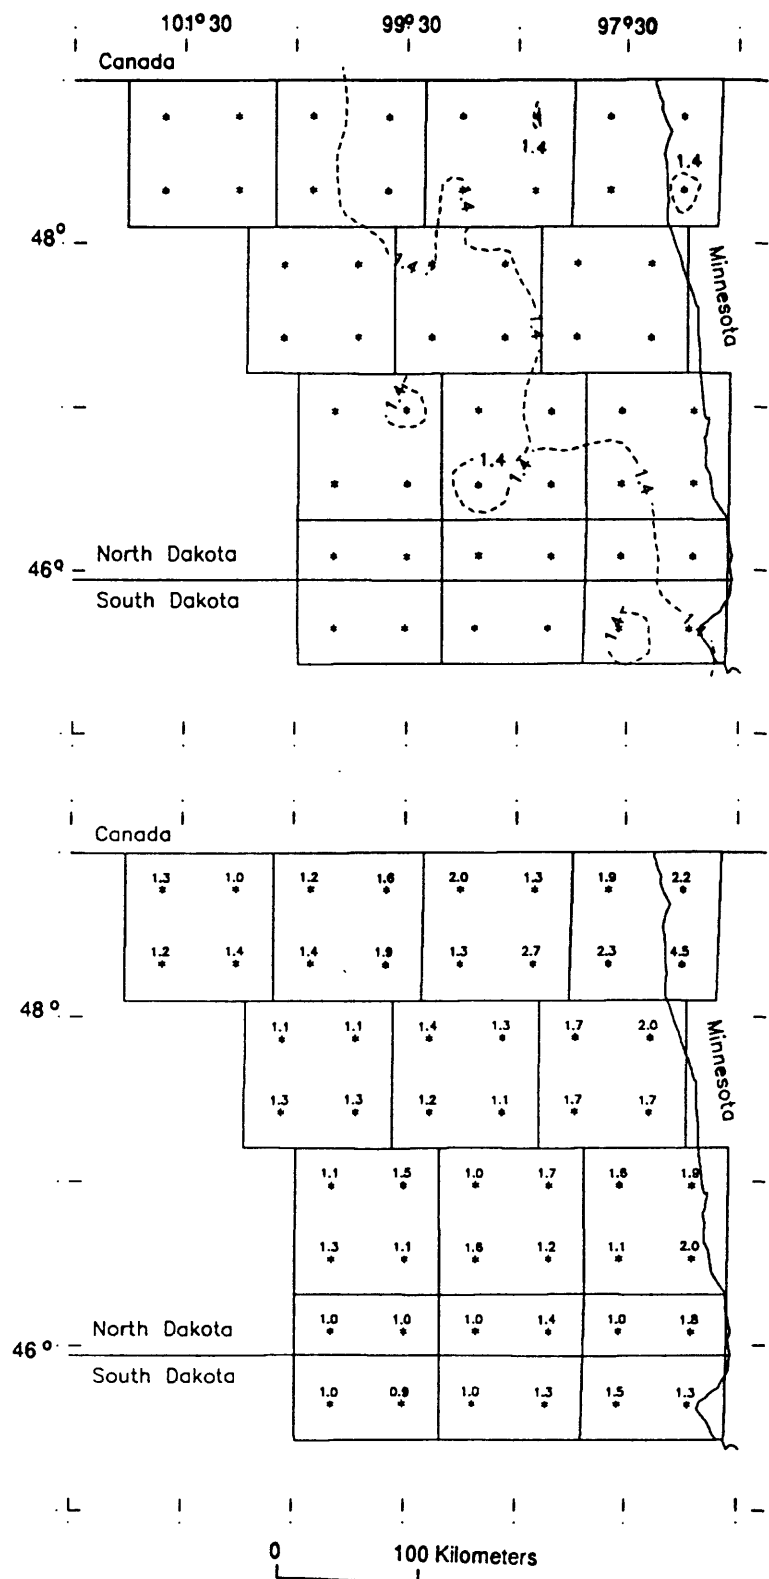 101°30 99°30 97°30
Canada
* * * * * * * *
1.4
1.4
* * * * * * * *
1.4
48°
Minnesota
1.4
* * * * * *
1.4
* * * * * *
1.4
* * * * * *
1.4
1.4
1.4
* * * * * *
North Dakota
* * * * * *
46°
South Dakota
1.4
* * * * * *
Canada
1.3 1.0 1.2 1.6 2.0 1.3 1.9 2.2
* * * * * * * *
1.2 1.4 1.4 1.9 1.3 2.7 2.3 4.5
* * * * * * * *
48°
Minnesota
1.1 1.1 1.4 1.3 1.7 2.0
* * * * * *
1.3 1.3 1.2 1.1 1.7 1.7
* * * * * *
1.1 1.5 1.0 1.7 1.6 1.9
* * * * * *
1.3 1.1 1.6 1.2 1.1 2.0
* * * * * *
North Dakota
1.0 1.0 1.0 1.4 1.0 1.8
* * * * * *
46°
South Dakota
1.0 0.9 1.0 1.3 1.5 1.3
* * * * * *
0 100 Kilometers